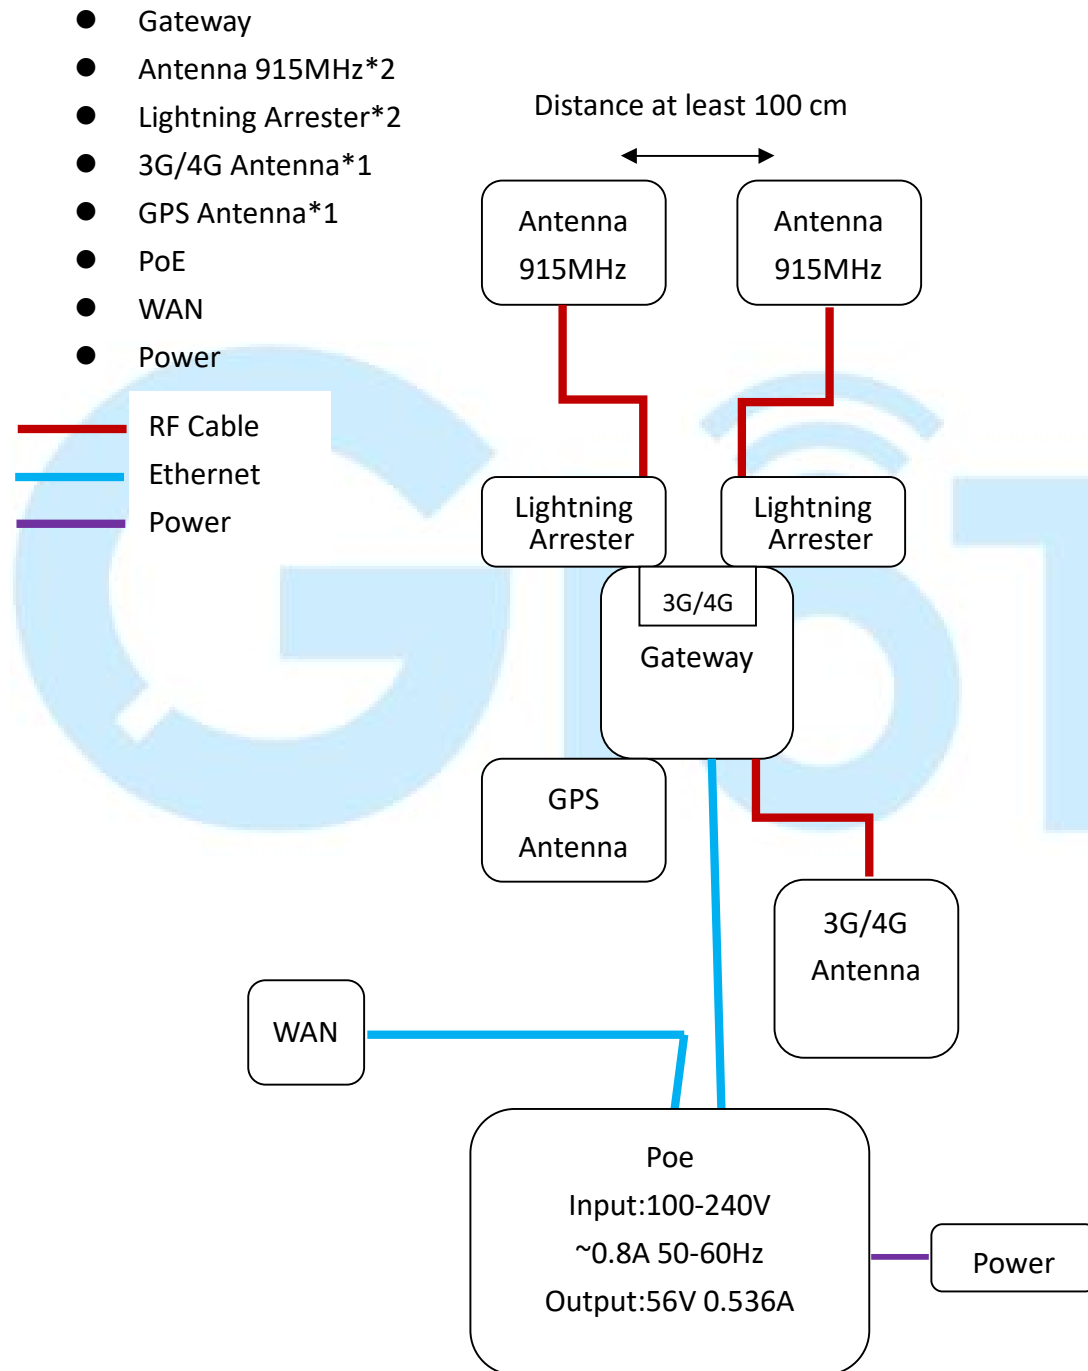 Gateway
Antenna 915MHz*2
Lightning Arrester*2
3G/4G Antenna*1
GPS Antenna*1
PoE
WAN
Power
RF Cable
Ethernet
Power
Distance at least 100 cm
Antenna
915MHz
Antenna
915MHz
Lightning
Arrester
Lightning
Arrester
3G/4G
Gateway
GPS
Antenna
3G/4G
Antenna
WAN
Poe
Input:100-240V
~0.8A 50-60Hz
Output:56V 0.536A
Power
GIoT